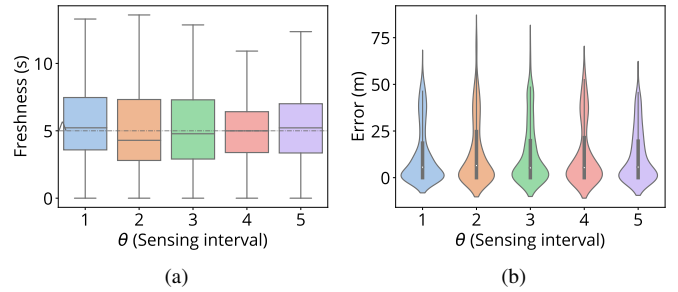 Freshness (s)
10
5
0
1 2 3 4 5
θ (Sensing interval)
(a)
Error (m)
75
50
25
0
1 2 3 4 5
θ (Sensing interval)
(b)